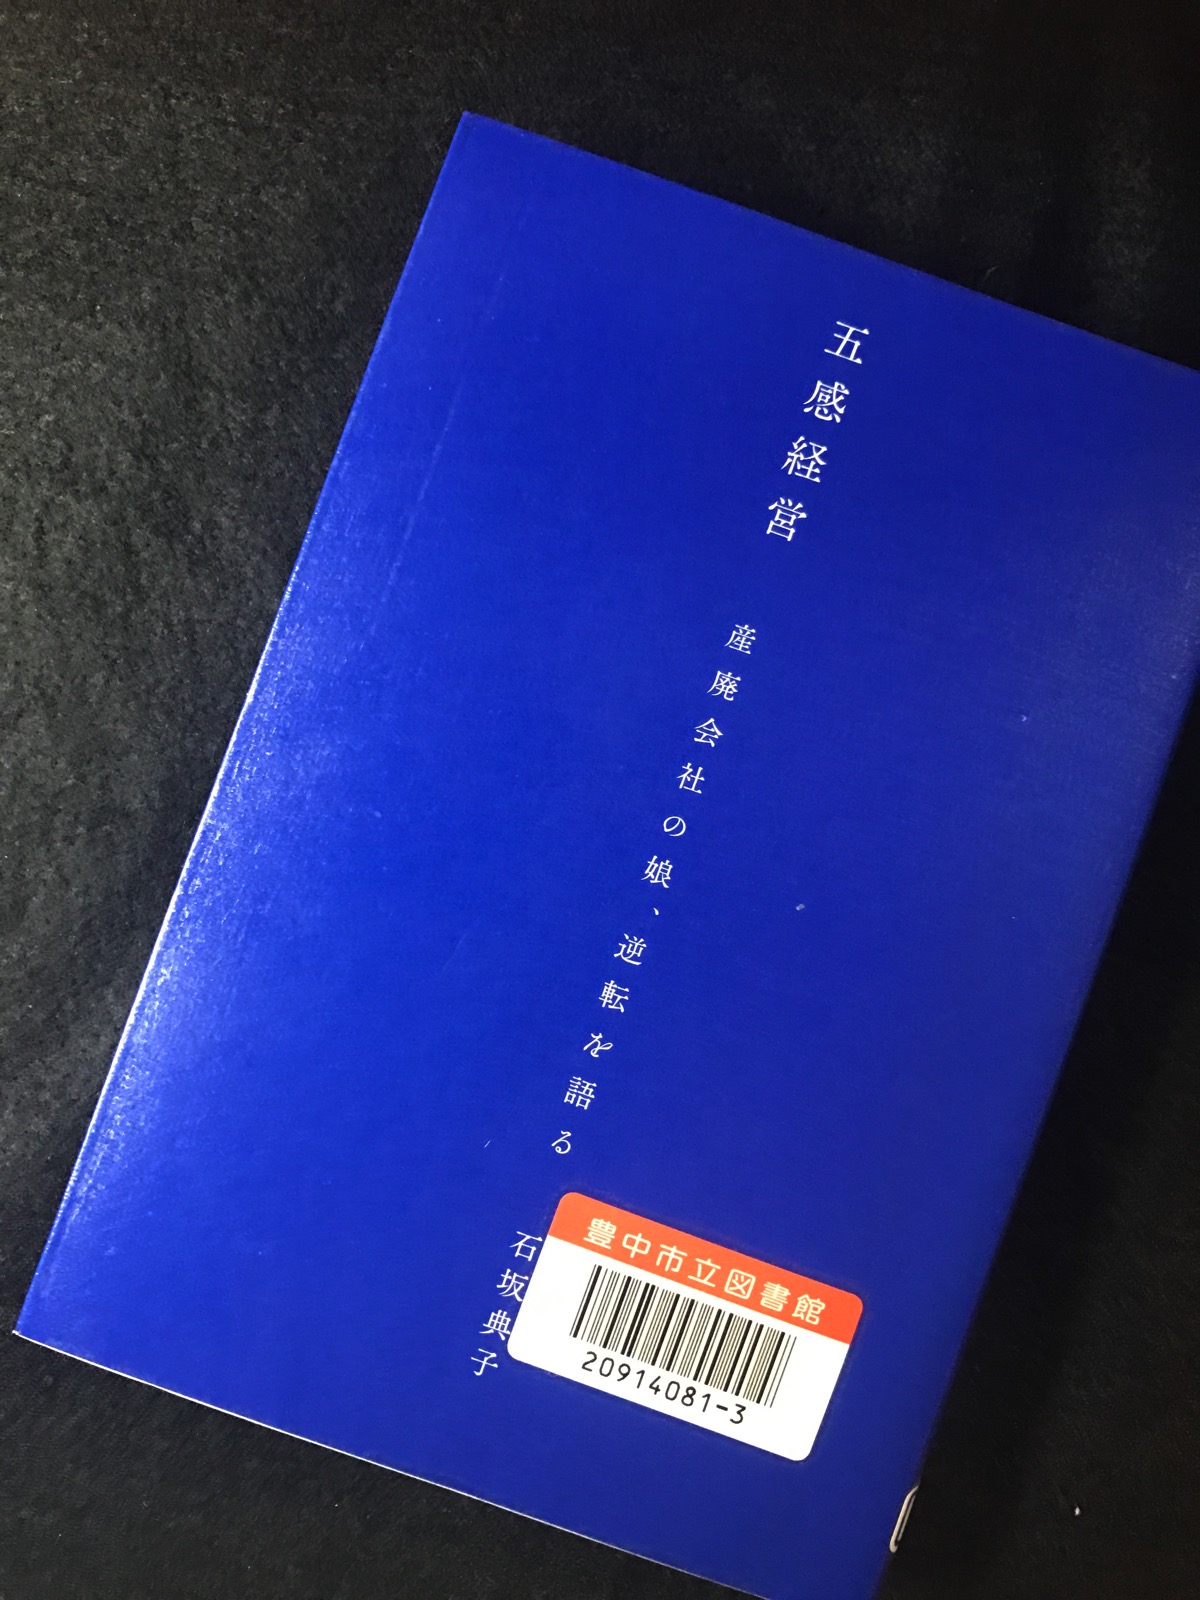 五感経営
産廃会社の娘、逆転を語る
石坂典子
豊中市立図書館
20914081-3